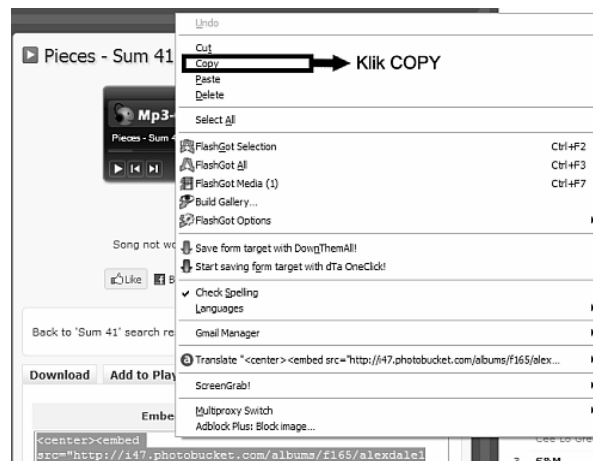 Undo
Pieces - Sum 41
Cut
Copy
Klik COPY
Paste
Delete
Mp3-
Pieces - Sum 4
Select All
FlashGot Selection Ctrl+F2
FlashGot All Ctrl+F3
FlashGot Media (1) Ctrl+F7
Build Gallery...
FlashGot Options
Song not wo
Save form target with DownThemAll!
Start saving form target with dTa OneClick!
Like
Check Spelling
Languages
Back to 'Sum 41' search re
Gmail Manager
Translate "<center><embed src="http://i47.photobucket.com/albums/f165/alex...
Download Add to Play
ScreenGrab!
Multiproxy Switch
Embe
Adblock Plus: Block image...
<center><embed
src="http://i47.photobucket.com/albums/f165/alexdale1